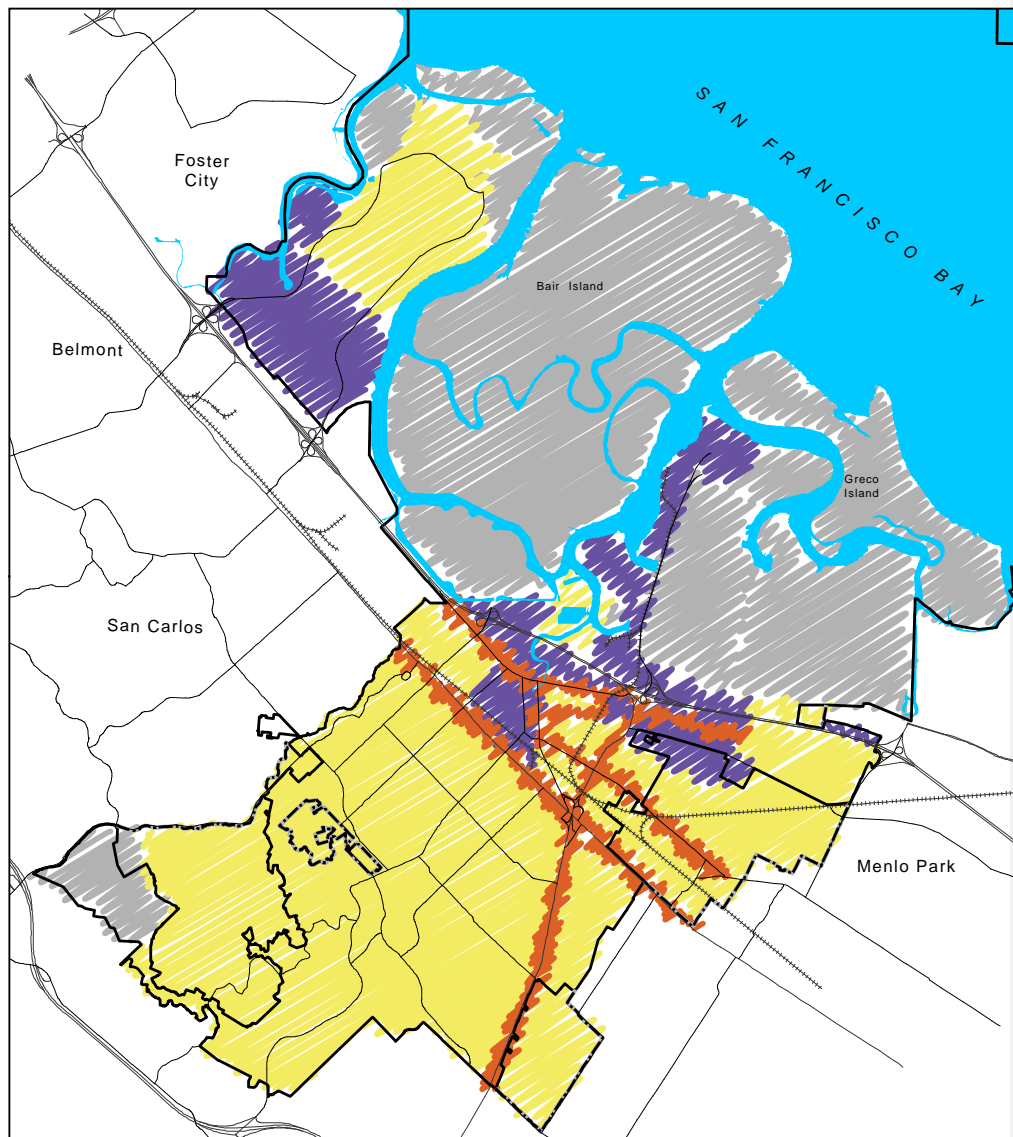 SAN FRANCISCO BAY
Foster
City
Bair Island
Belmont
Greco
Island
San Carlos
Menlo Park